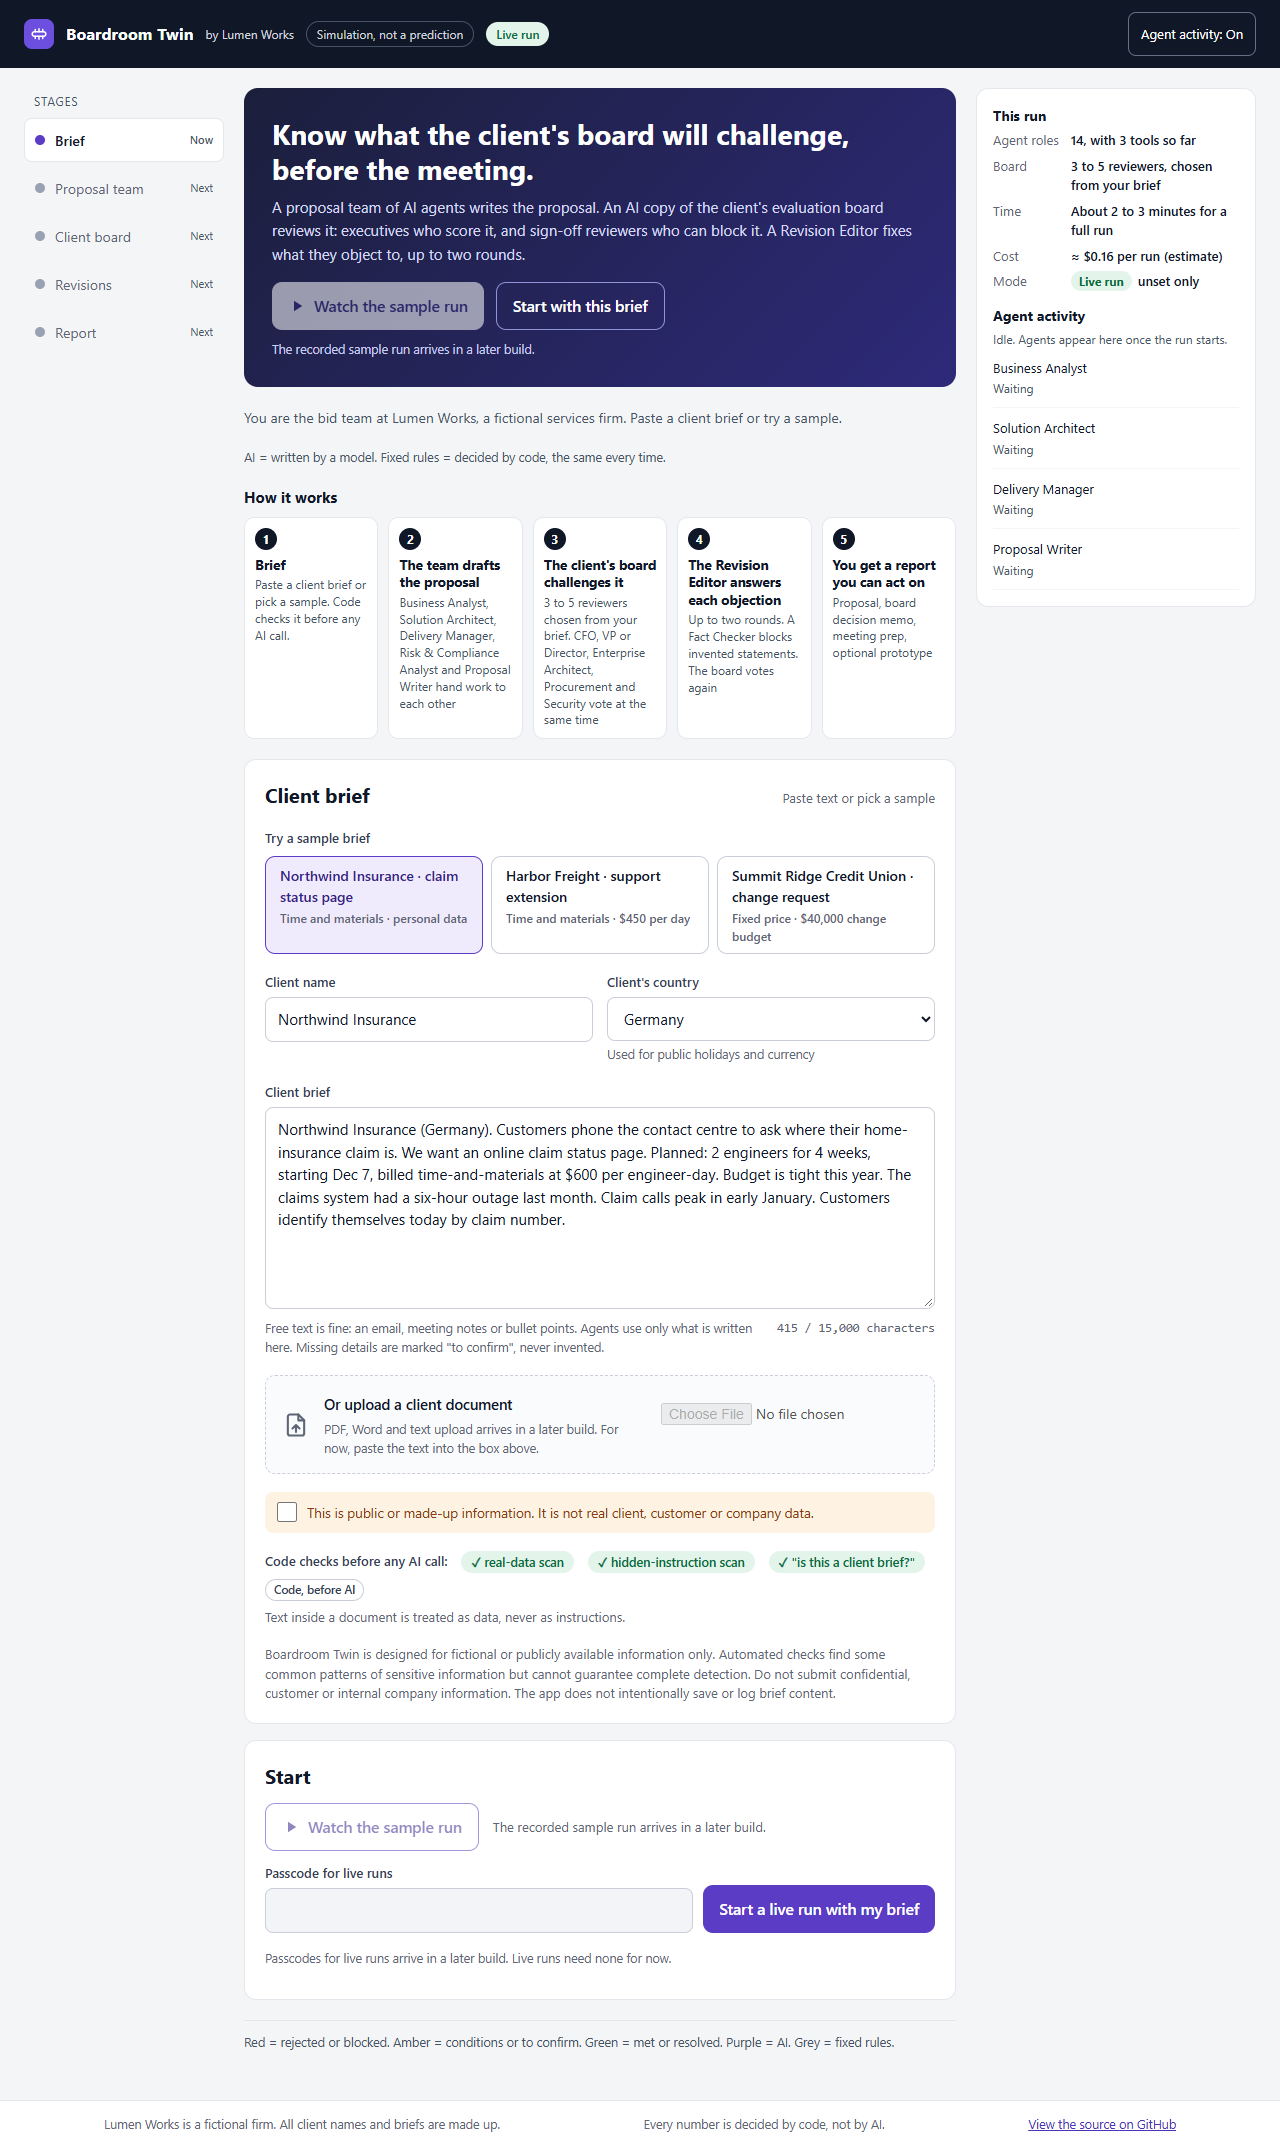 Boardroom Twin by Lumen Works Simulation, not a prediction Live run Agent activity: On
STAGES
Brief Now
Proposal team Next
Client board Next
Revisions Next
Report Next
Know what the client's board will challenge,
before the meeting.
A proposal team of AI agents writes the proposal. An AI copy of the client's evaluation board
reviews it: executives who score it, and sign-off reviewers who can block it. A Revision Editor fixes
what they object to, up to two rounds.
Watch the sample run Start with this brief
The recorded sample run arrives in a later build.
You are the bid team at Lumen Works, a fictional services firm. Paste a client brief or try a sample.
AI = written by a model. Fixed rules = decided by code, the same every time.
How it works
1
Brief
Paste a client brief or
pick a sample. Code
checks it before any
AI call.
2
The team drafts
the proposal
Business Analyst,
Solution Architect,
Delivery Manager,
Risk & Compliance
Analyst and Proposal
Writer hand work to
each other
3
The client's board
challenges it
3 to 5 reviewers
chosen from your
brief. CFO, VP or
Director, Enterprise
Architect,
Procurement and
Security vote at the
same time
4
The Revision
Editor answers
each objection
Up to two rounds. A
Fact Checker blocks
invented statements.
The board votes
again
5
You get a report
you can act on
Proposal, board
decision memo,
meeting prep,
optional prototype
Client brief Paste text or pick a sample
Try a sample brief
Northwind Insurance · claim
status page
Time and materials · personal data
Harbor Freight · support
extension
Time and materials · $450 per day
Summit Ridge Credit Union ·
change request
Fixed price · $40,000 change
budget
Client name
Northwind Insurance
Client's country
Germany
Used for public holidays and currency
Client brief
Northwind Insurance (Germany). Customers phone the contact centre to ask where their home-
insurance claim is. We want an online claim status page. Planned: 2 engineers for 4 weeks,
starting Dec 7, billed time-and-materials at $600 per engineer-day. Budget is tight this year. The
claims system had a six-hour outage last month. Claim calls peak in early January. Customers
identify themselves today by claim number.
Free text is fine: an email, meeting notes or bullet points. Agents use only what is written
here. Missing details are marked "to confirm", never invented.
415 / 15,000 characters
Or upload a client document
PDF, Word and text upload arrives in a later build. For
now, paste the text into the box above.
Choose File No file chosen
This is public or made-up information. It is not real client, customer or company data.
Code checks before any AI call: ✓ real-data scan ✓ hidden-instruction scan ✓ "is this a client brief?"
Code, before AI
Text inside a document is treated as data, never as instructions.
Boardroom Twin is designed for fictional or publicly available information only. Automated checks find some
common patterns of sensitive information but cannot guarantee complete detection. Do not submit confidential,
customer or internal company information. The app does not intentionally save or log brief content.
Start
Watch the sample run The recorded sample run arrives in a later build.
Passcode for live runs
Start a live run with my brief
Passcodes for live runs arrive in a later build. Live runs need none for now.
Red = rejected or blocked. Amber = conditions or to confirm. Green = met or resolved. Purple = AI. Grey = fixed rules.
This run
Agent roles 14, with 3 tools so far
Board 3 to 5 reviewers, chosen
from your brief
Time About 2 to 3 minutes for a
full run
Cost ≈ $0.16 per run (estimate)
Mode Live run unset only
Agent activity
Idle. Agents appear here once the run starts.
Business Analyst
Waiting
Solution Architect
Waiting
Delivery Manager
Waiting
Proposal Writer
Waiting
Lumen Works is a fictional firm. All client names and briefs are made up. Every number is decided by code, not by AI. View the source on GitHub